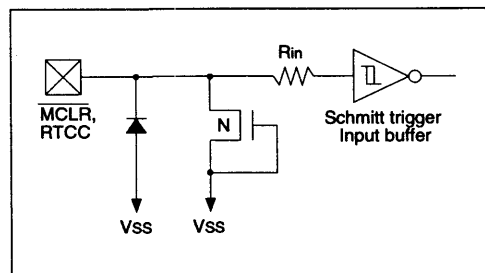 Rin
MCLR,
RTCC
N
Schmitt trigger
Input buffer
VSS
VSS